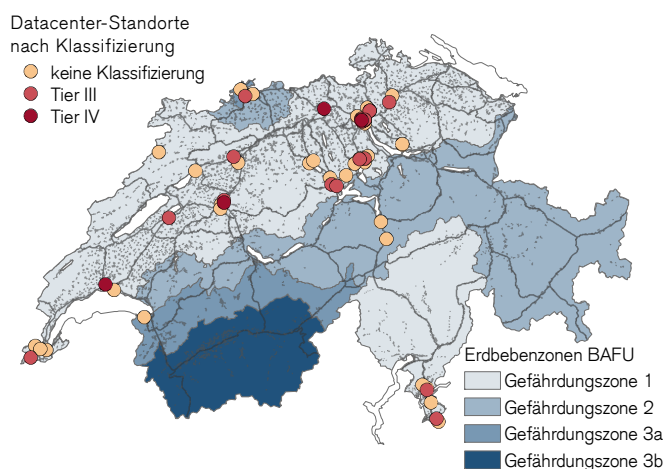 Datacenter-Standorte
nach Klassifizierung
keine Klassifizierung
Tier III
Tier IV
Erdbebenzonen BAFU
Gefährdungszone 1
Gefährdungszone 2
Gefährdungszone 3a
Gefährdungszone 3b